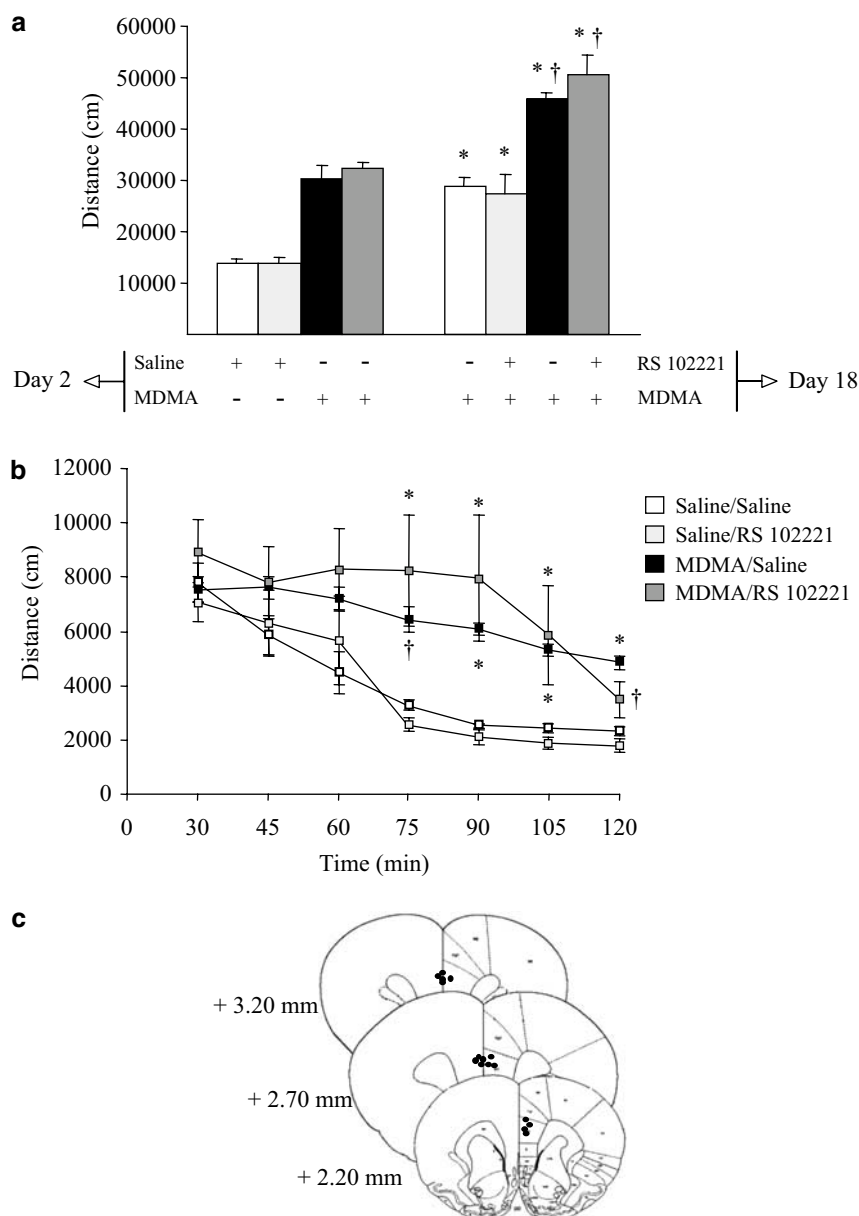 a
60000
50000
40000
30000
20000
10000
Distance (cm)
* * * † * †
Saline + + - - - + - + RS 102221
MDMA - - + + + + + + MDMA
Day 2
Day 18
b
12000
10000
8000
6000
4000
2000
0
Distance (cm)
* * * *
† * * †
0 30 45 60 75 90 105 120
Time (min)
Saline/Saline
Saline/RS 102221
MDMA/Saline
MDMA/RS 102221
c
+ 3.20 mm
+ 2.70 mm
+ 2.20 mm